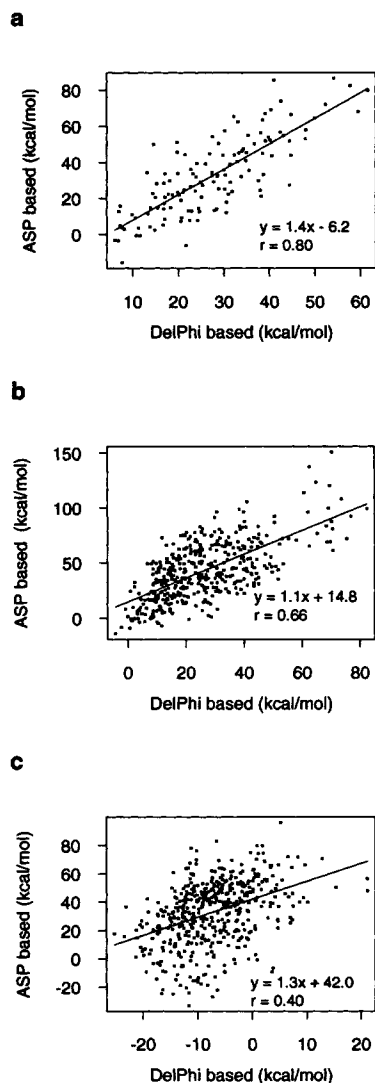 a
ASP based (kcal/mol)
80
60
40
20
0
y = 1.4x - 6.2
r = 0.80
10 20 30 40 50 60
DelPhi based (kcal/mol)
b
ASP based (kcal/mol)
150
100
50
0
y = 1.1x + 14.8
r = 0.66
0 20 40 60 80
DelPhi based (kcal/mol)
c
ASP based (kcal/mol)
80
60
40
20
0
-20
y = 1.3x + 42.0
r = 0.40
-20 -10 0 10 20
DelPhi based (kcal/mol)